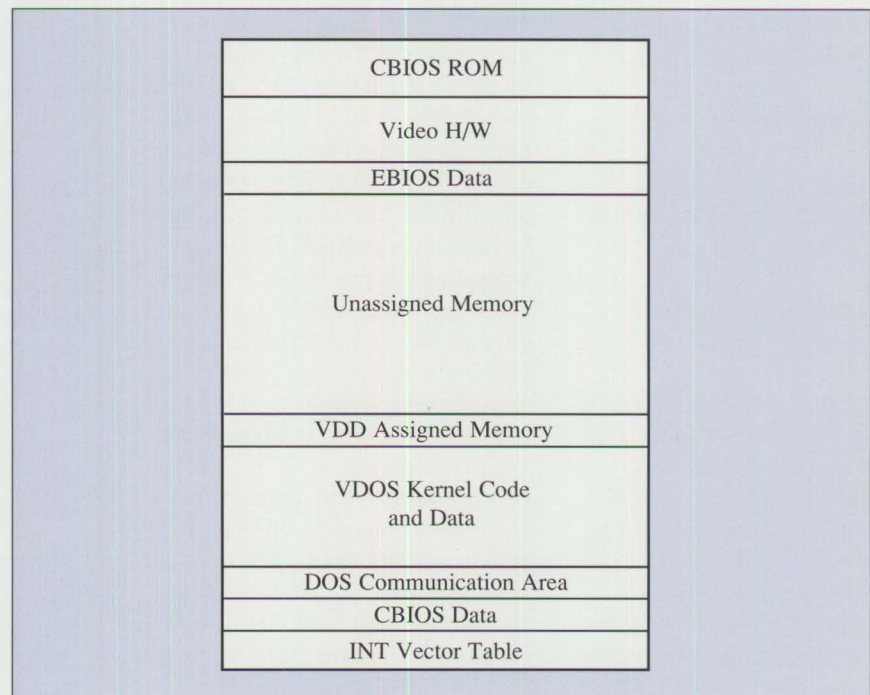 CBIOS ROM
Video H/W
EBIOS Data
Unassigned Memory
VDD Assigned Memory
VDOS Kernel Code
and Data
DOS Communication Area
CBIOS Data
INT Vector Table